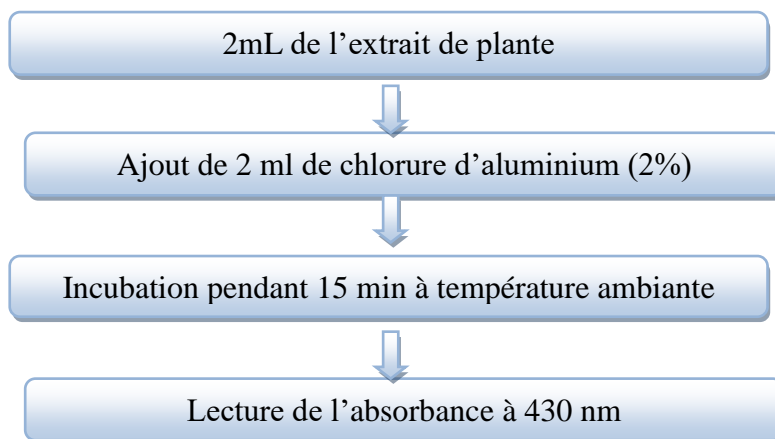 2mL de l’extrait de plante
Ajout de 2 ml de chlorure d’aluminium (2%)
Incubation pendant 15 min à température ambiante
Lecture de l’absorbance à 430 nm